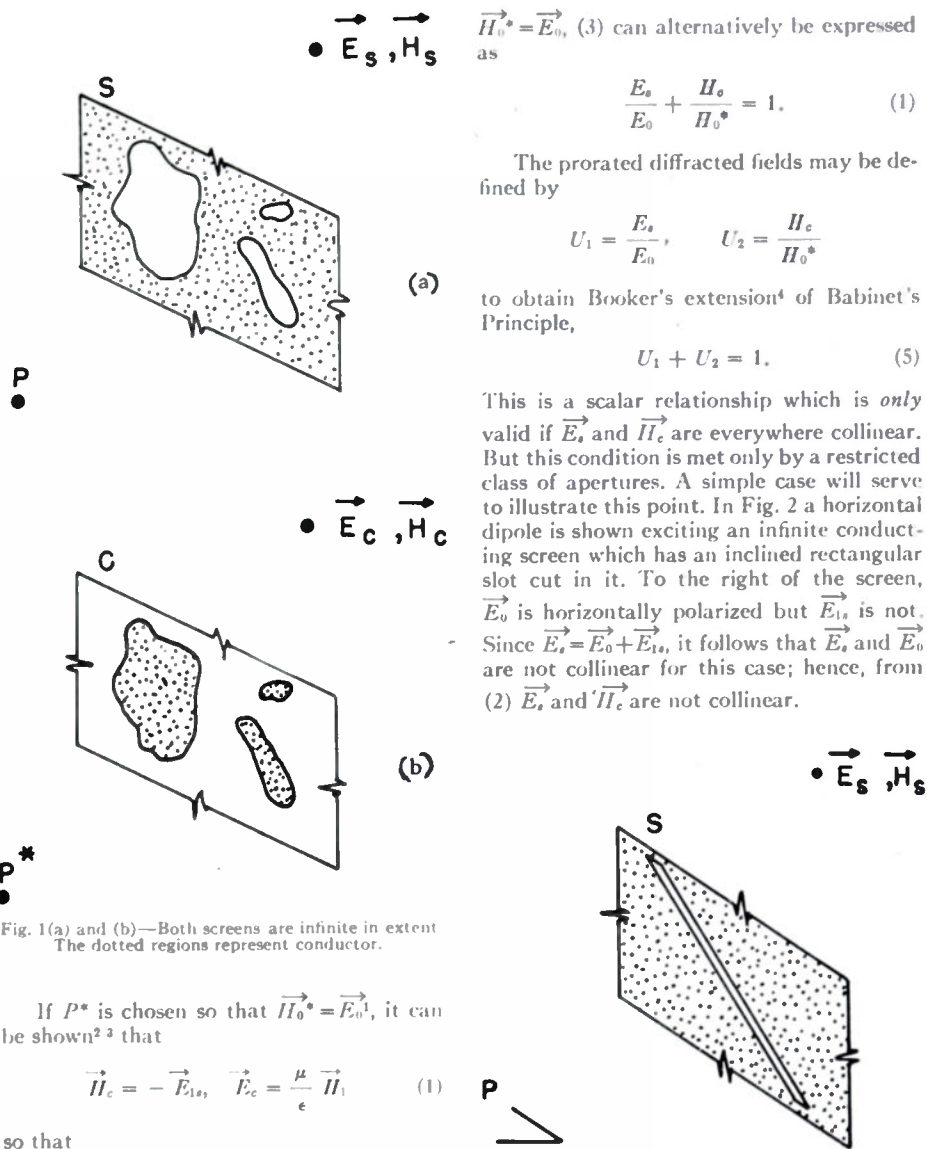 E_S , H_S
S
(a)
P
E_C , H_C
C
(b)
P*
Fig. 1(a) and (b)—Both screens are infinite in extent
The dotted regions represent conductor.
If P* is chosen so that H_0* = E_0^1, it can
be shown^2 3 that
H_c = − E_1s, E_c = μ/ε H_1 (1)
so that
H_0* = E_0, (3) can alternatively be expressed
as
E_s/E_0 + H_c/H_0* = 1. (1)
The prorated diffracted fields may be de-
fined by
U_1 = E_s/E_0, U_2 = H_c/H_0*
to obtain Booker's extension^4 of Babinet's
Principle,
U_1 + U_2 = 1. (5)
This is a scalar relationship which is only
valid if E_s and H_c are everywhere collinear.
But this condition is met only by a restricted
class of apertures. A simple case will serve
to illustrate this point. In Fig. 2 a horizontal
dipole is shown exciting an infinite conduct-
ing screen which has an inclined rectangular
slot cut in it. To the right of the screen,
E_0 is horizontally polarized but E_1s is not.
Since E_s = E_0 + E_1s, it follows that E_s and E_0
are not collinear for this case; hence, from
(2) E_s and H_c are not collinear.
E_S , H_S
S
P